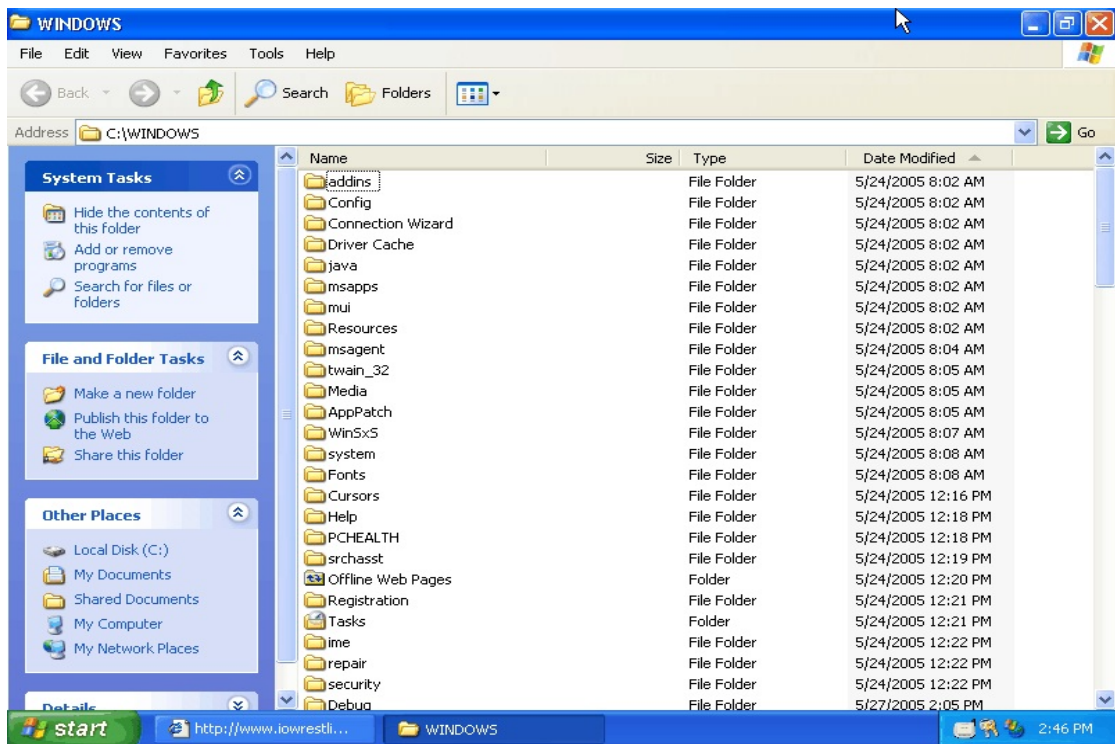 WINDOWS
File Edit View Favorites Tools Help
Back Search Folders
Address C:\WINDOWS Go
System Tasks
Hide the contents of
this folder
Add or remove
programs
Search for files or
folders
File and Folder Tasks
Make a new folder
Publish this folder to
the Web
Share this folder
Other Places
Local Disk (C:)
My Documents
Shared Documents
My Computer
My Network Places
Details
Name Size Type Date Modified
addins File Folder 5/24/2005 8:02 AM
Config File Folder 5/24/2005 8:02 AM
Connection Wizard File Folder 5/24/2005 8:02 AM
Driver Cache File Folder 5/24/2005 8:02 AM
java File Folder 5/24/2005 8:02 AM
msapps File Folder 5/24/2005 8:02 AM
mui File Folder 5/24/2005 8:02 AM
Resources File Folder 5/24/2005 8:02 AM
msagent File Folder 5/24/2005 8:04 AM
twain_32 File Folder 5/24/2005 8:05 AM
Media File Folder 5/24/2005 8:05 AM
AppPatch File Folder 5/24/2005 8:05 AM
WinSxS File Folder 5/24/2005 8:07 AM
system File Folder 5/24/2005 8:08 AM
Fonts File Folder 5/24/2005 8:08 AM
Cursors File Folder 5/24/2005 12:16 PM
Help File Folder 5/24/2005 12:18 PM
PCHEALTH File Folder 5/24/2005 12:18 PM
srchasst File Folder 5/24/2005 12:19 PM
Offline Web Pages Folder 5/24/2005 12:20 PM
Registration File Folder 5/24/2005 12:21 PM
Tasks Folder 5/24/2005 12:21 PM
ime File Folder 5/24/2005 12:22 PM
repair File Folder 5/24/2005 12:22 PM
security File Folder 5/24/2005 12:22 PM
Debug File Folder 5/27/2005 2:05 PM
start http://www.iowrestli... WINDOWS 2:46 PM